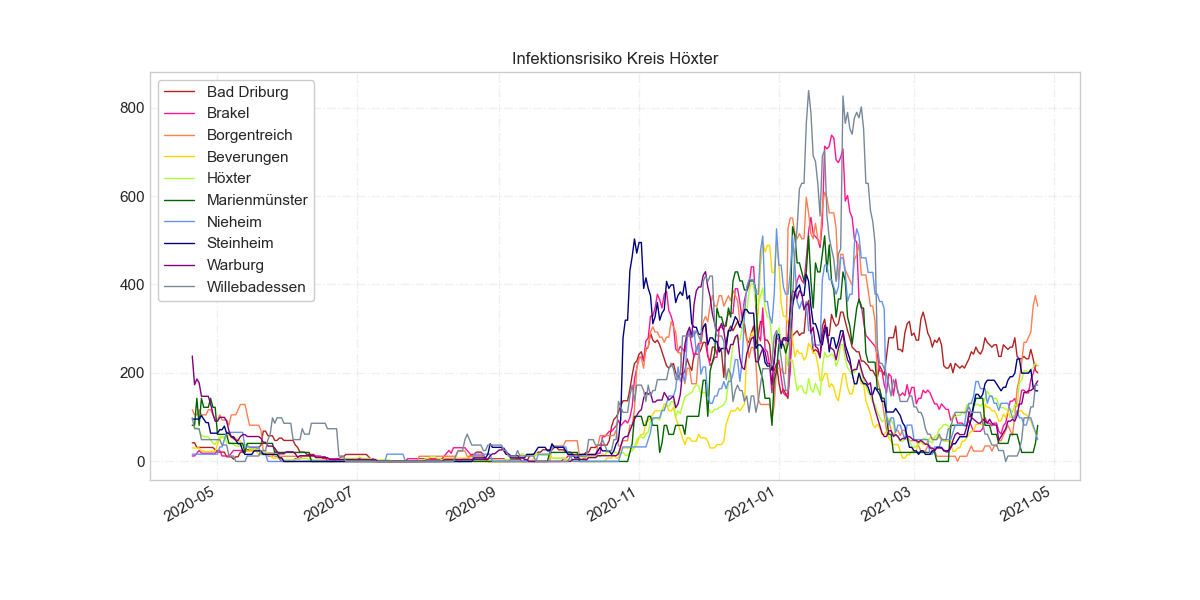 Infektionsrisiko Kreis Höxter
800
600
400
200
0
Bad Driburg
Brakel
Borgentreich
Beverungen
Höxter
Marienmünster
Nieheim
Steinheim
Warburg
Willebadessen
2020-05
2020-07
2020-09
2020-11
2021-01
2021-03
2021-05